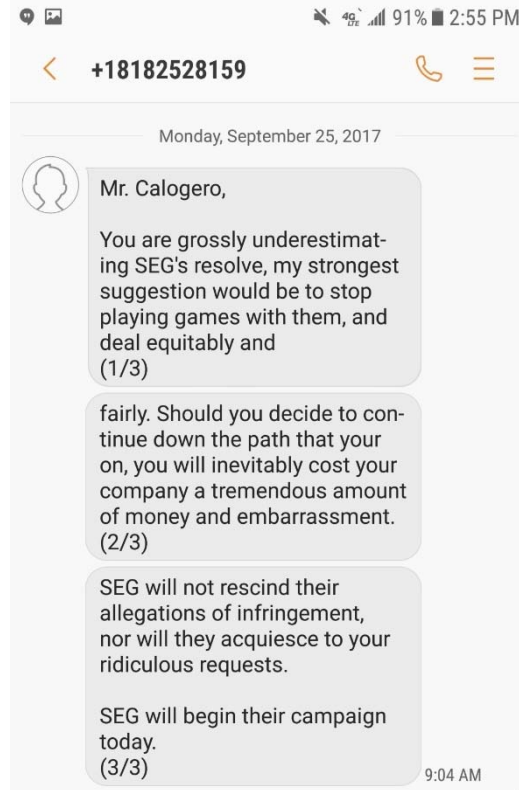 4G LTE 91% 2:55 PM
+18182528159
Monday, September 25, 2017
Mr. Calogero,
You are grossly underestimat-
ing SEG's resolve, my strongest
suggestion would be to stop
playing games with them, and
deal equitably and
(1/3)
fairly. Should you decide to con-
tinue down the path that your
on, you will inevitably cost your
company a tremendous amount
of money and embarrassment.
(2/3)
SEG will not rescind their
allegations of infringement,
nor will they acquiesce to your
ridiculous requests.
SEG will begin their campaign
today.
(3/3)
9:04 AM